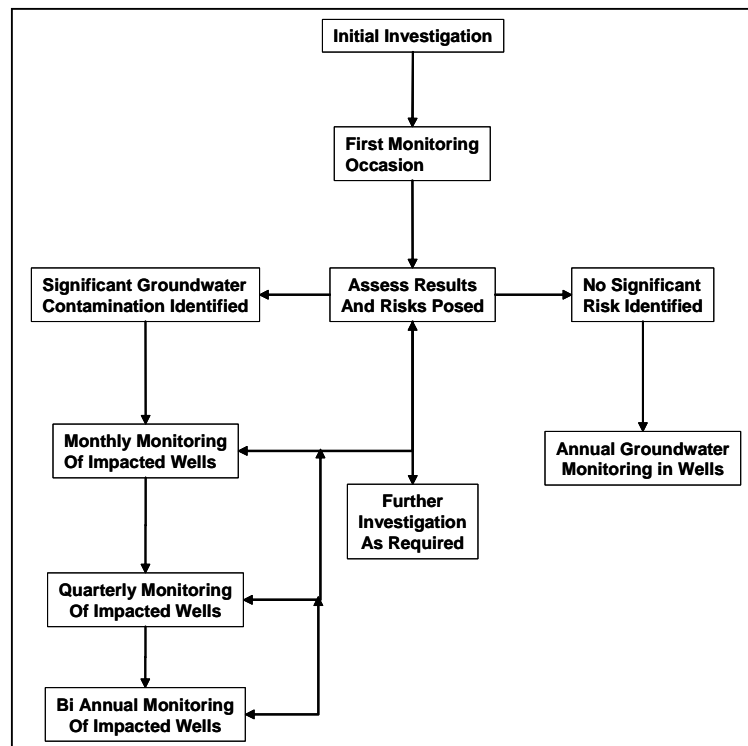 Initial Investigation
First Monitoring
Occasion
Significant Groundwater
Contamination Identified
Assess Results
And Risks Posed
No Significant
Risk Identified
Monthly Monitoring
Of Impacted Wells
Annual Groundwater
Monitoring in Wells
Further
Investigation
As Required
Quarterly Monitoring
Of Impacted Wells
Bi Annual Monitoring
Of Impacted Wells